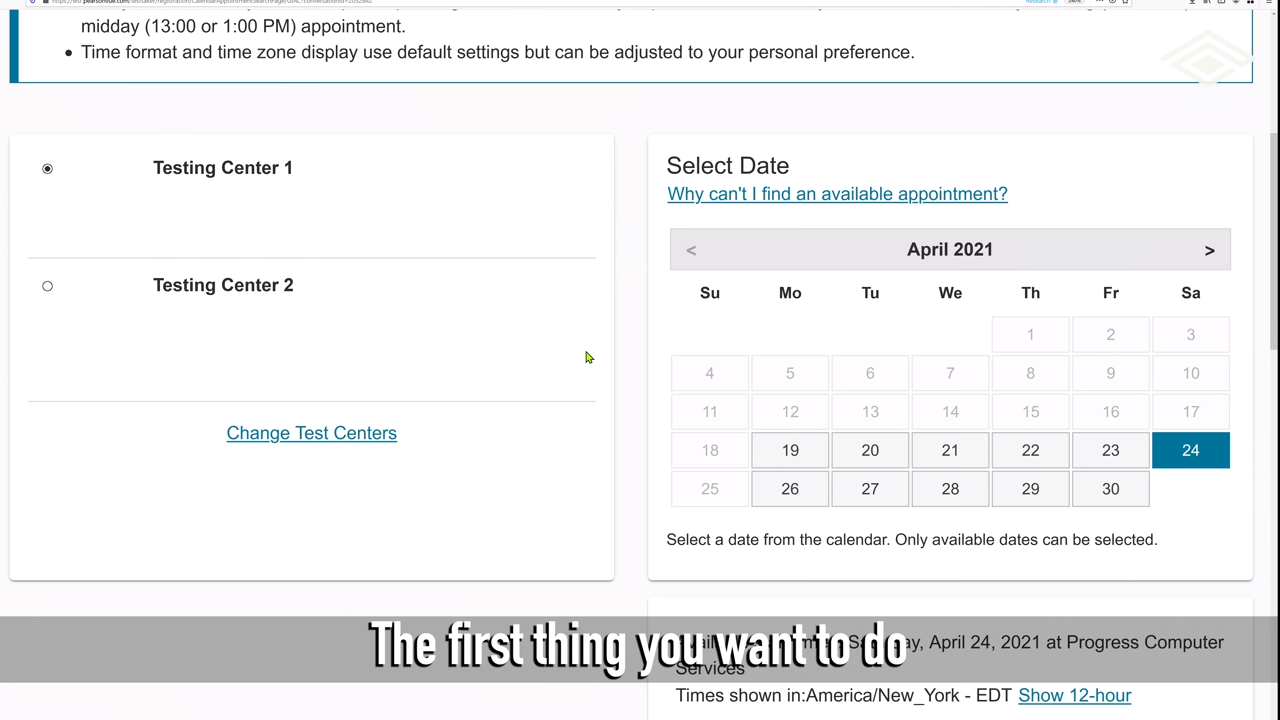 midday (13:00 or 1:00 PM) appointment.
• Time format and time zone display use default settings but can be adjusted to your personal preference.
Testing Center 1
Testing Center 2
Change Test Centers
Select Date
Why can't I find an available appointment?
< April 2021 >
Su Mo Tu We Th Fr Sa
1 2 3
4 5 6 7 8 9 10
11 12 13 14 15 16 17
18 19 20 21 22 23 24
25 26 27 28 29 30
Select a date from the calendar. Only available dates can be selected.
April 24, 2021 at Progress Computer
Services
Times shown in:America/New_York - EDT Show 12-hour
The first thing you want to do